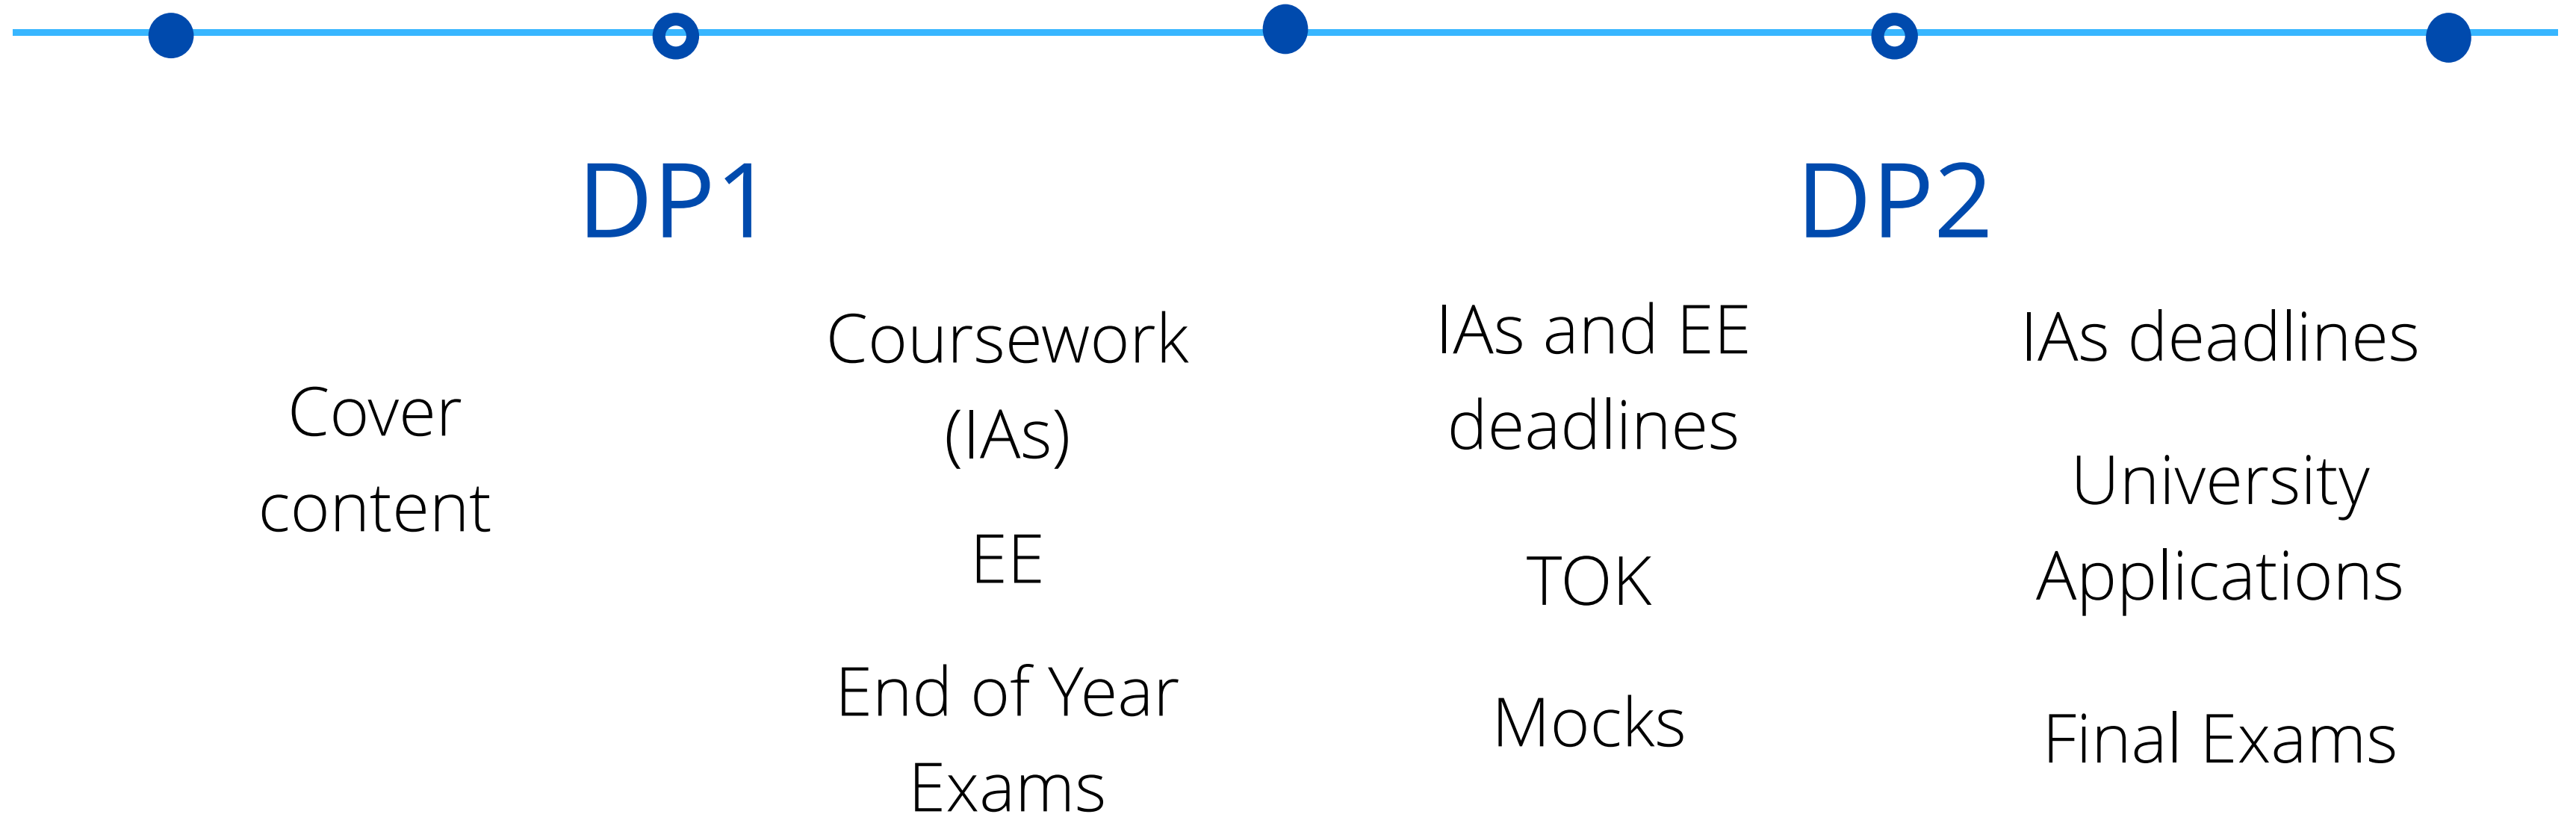 DP1
DP2
Cover
content
Coursework
(IAs)
EE
End of Year
Exams
IAs and EE
deadlines
TOK
Mocks
IAs deadlines
University
Applications
Final Exams